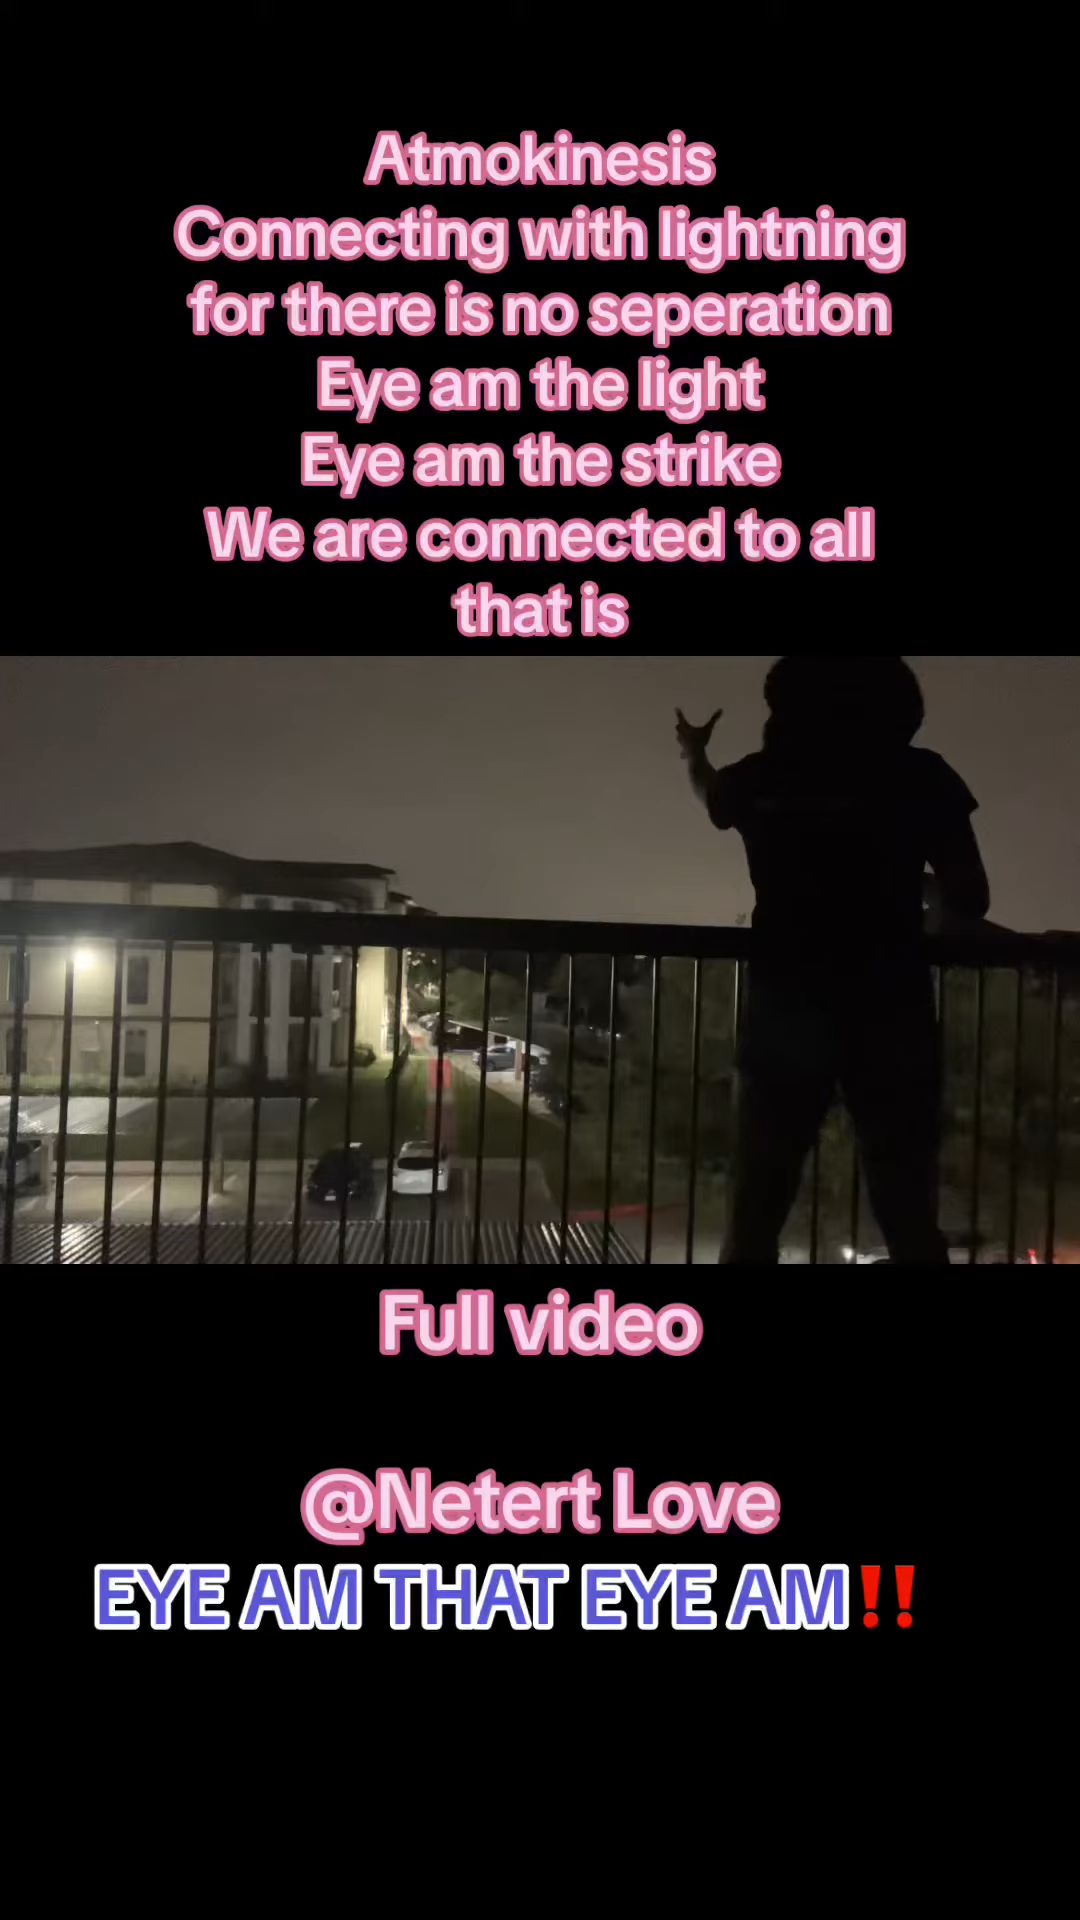 Atmokinesis
Connecting with lightning
for there is no seperation
Eye am the light
Eye am the strike
We are connected to all
that is
Full video
@Netert Love
EYE AM THAT EYE AM‼️